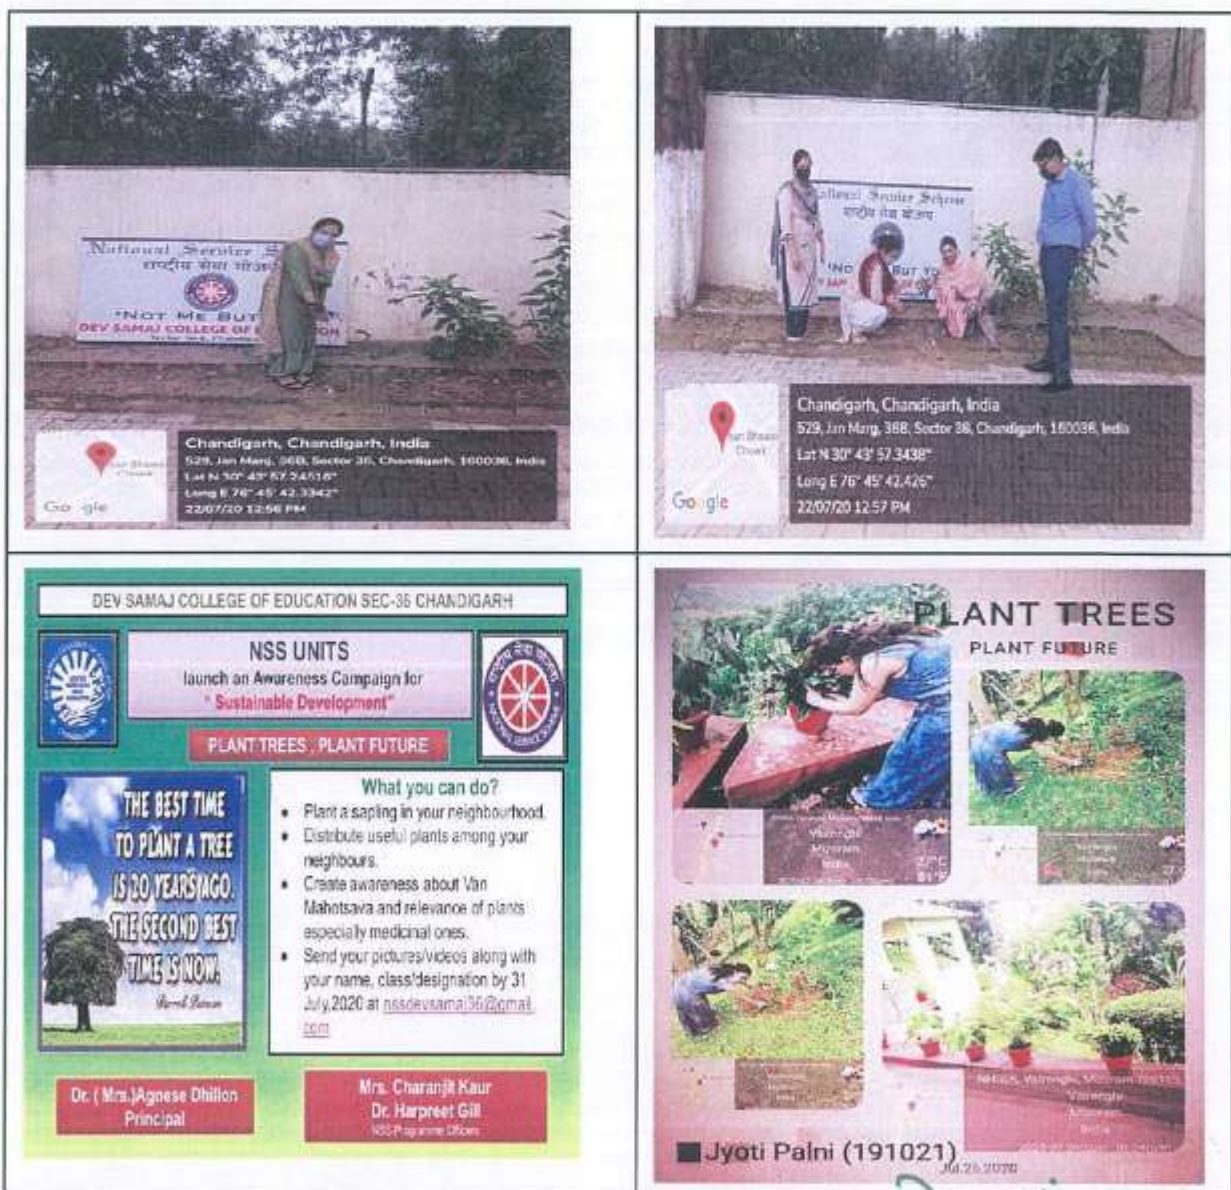 National Service S
राष्ट्रीय सेवा योजना
"NOT ME BUT
DEV SAMAJ COLLEGE OF
Chandigarh, Chandigarh, India
529, Jan Marg, 36B, Sector 36, Chandigarh, 160036, India
Lat N 30° 43' 57.24516"
Long E 76° 45' 42.3342"
22/07/20 12:56 PM
Google
ational Service Scheme
राष्ट्रीय सेवा योजना
"NO BUT YO
Chandigarh, Chandigarh, India
529, Jan Marg, 36B, Sector 36, Chandigarh, 160036, India
Lat N 30° 43' 57.3438"
Long E 76° 45' 42.426"
22/07/20 12:57 PM
Google
DEV SAMAJ COLLEGE OF EDUCATION SEC-36 CHANDIGARH
NSS UNITS
launch an Awareness Campaign for
" Sustainable Development"
PLANT TREES , PLANT FUTURE
THE BEST TIME
TO PLANT A TREE
IS 20 YEARS AGO.
THE SECOND BEST
TIME IS NOW.
What you can do?
• Plant a sapling in your neighbourhood.
• Distribute useful plants among your
neighbours.
• Create awareness about Van
Mahotsava and relevance of plants
especially medicinal ones.
• Send your pictures/videos along with
your name, class/designation by 31
July,2020 at nssdevsamaj36@gmail.
com
Dr. ( Mrs.)Agnese Dhillon
Principal
Mrs. Charanjit Kaur
Dr. Harpreet Gill
NSS Programme Officers
PLANT TREES
PLANT FUTURE
Vairengte
Mizoram
India
27°C
81°F
Jyoti Palni (191021)
Jul.26.2020